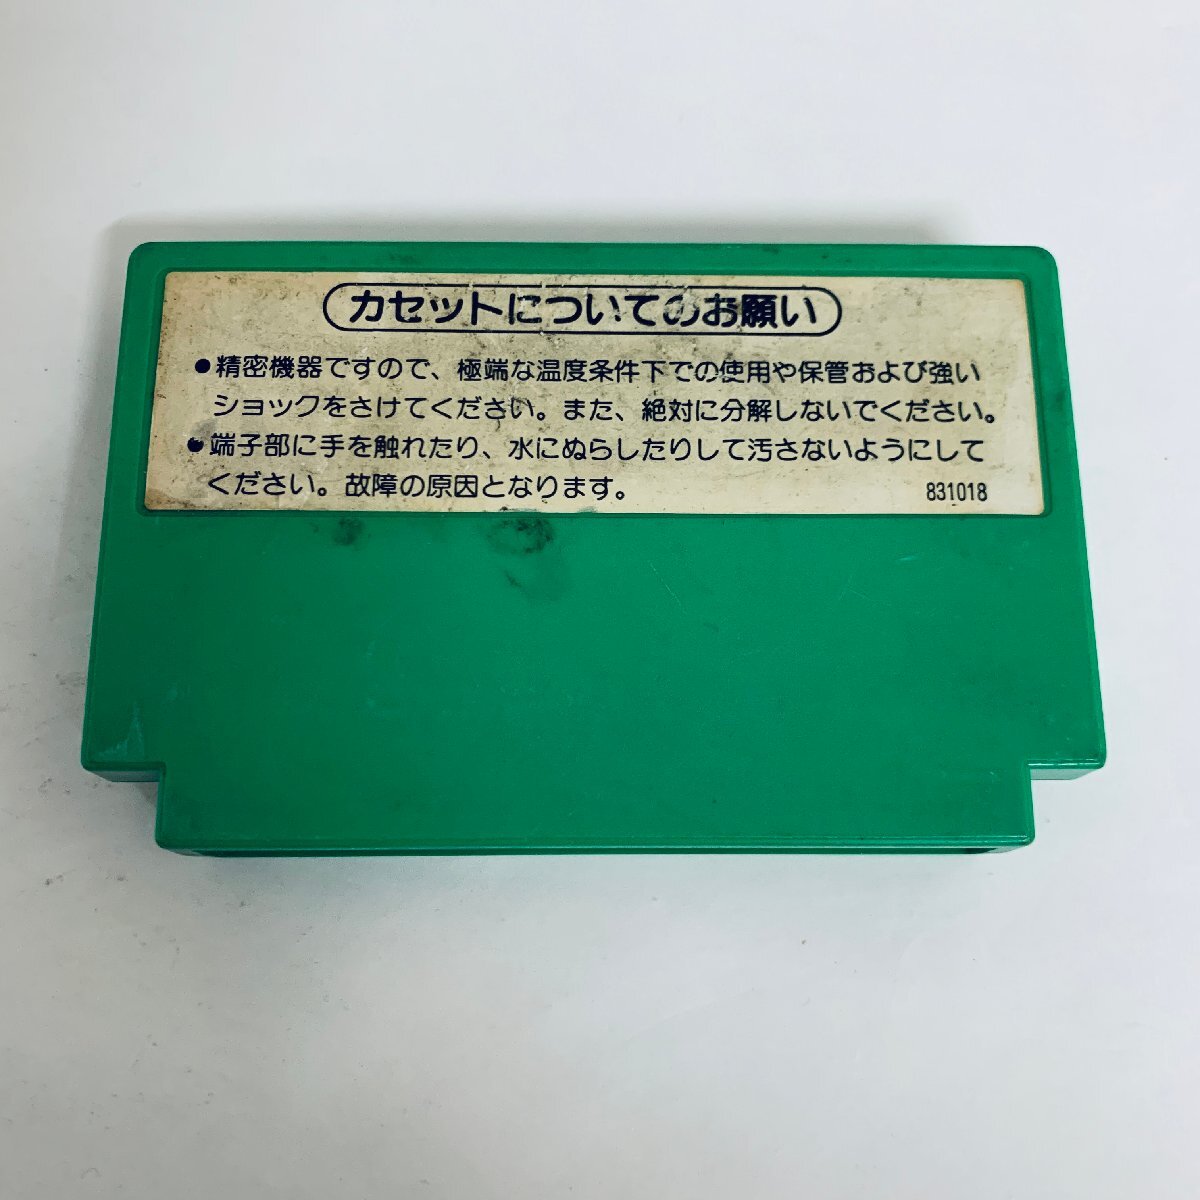 カセットについてのお願い
●精密機器ですので、極端な温度条件下での使用や保管および強い
ショックをさけてください。また、絶対に分解しないでください。
●端子部に手を触れたり、水にぬらしたりして汚さないようにして
ください。故障の原因となります。
831018